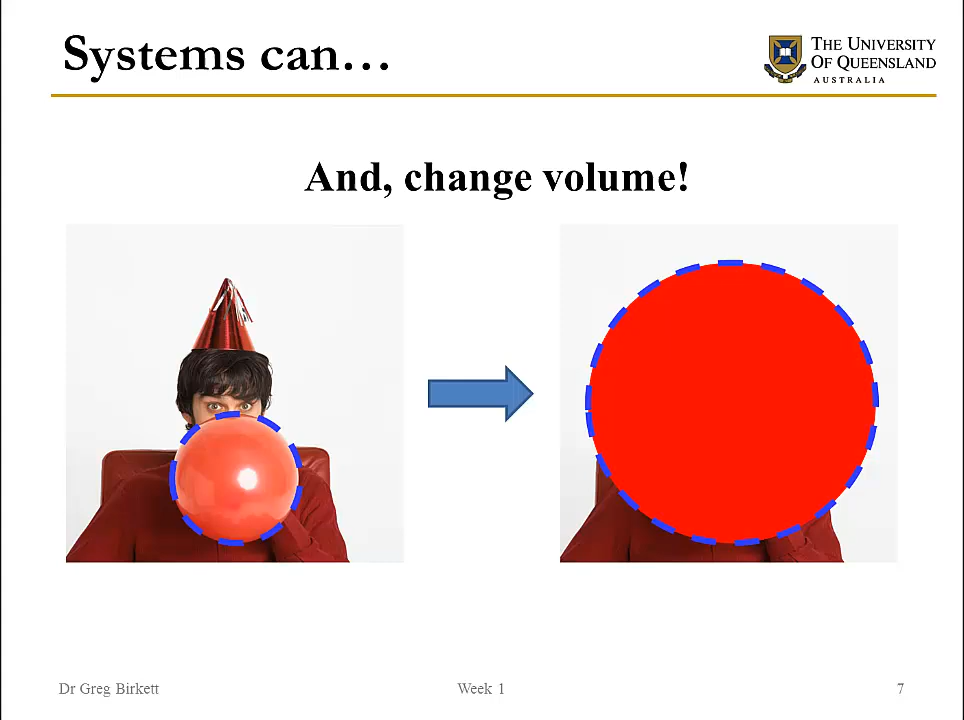 Systems can…
THE UNIVERSITY
OF QUEENSLAND
AUSTRALIA
And, change volume!
Dr Greg Birkett
Week 1
7